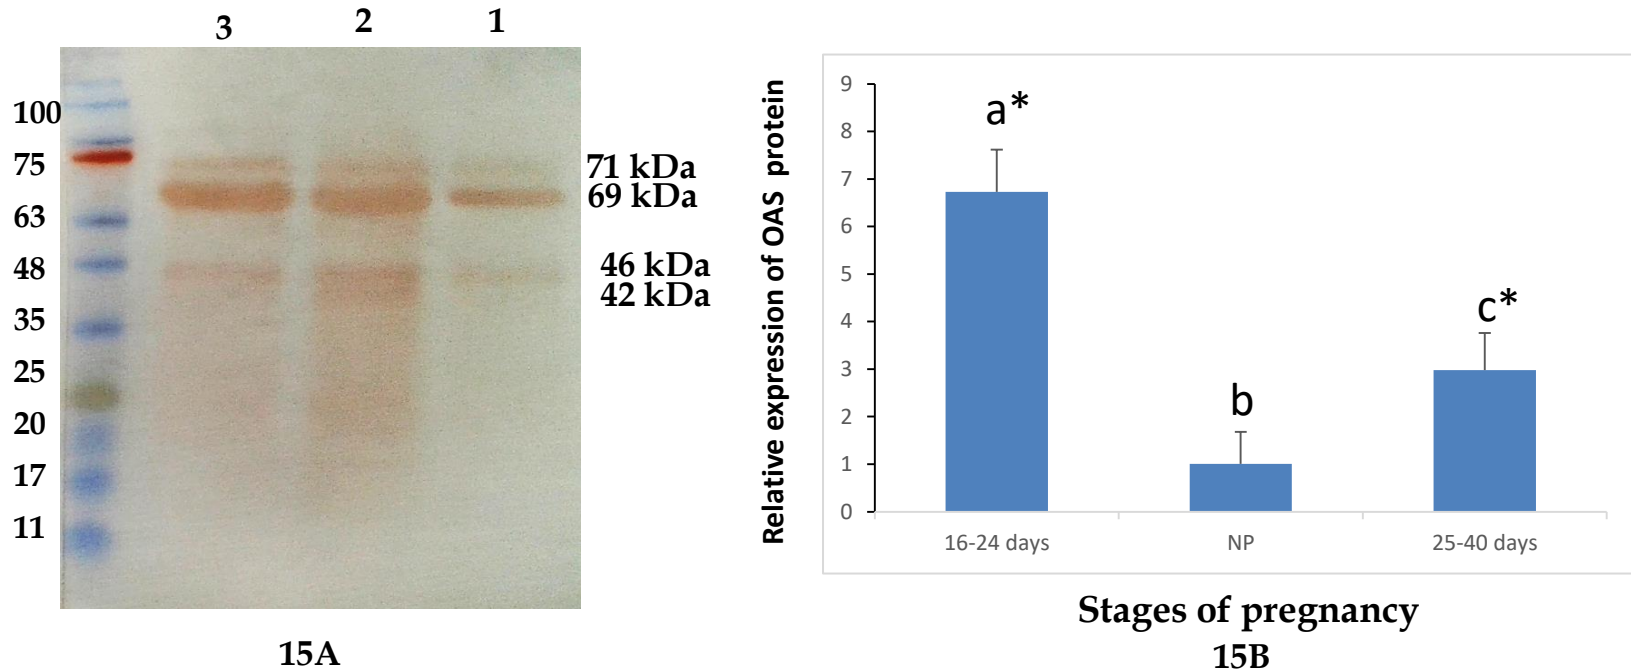 3 2 1
100
75
63
48
35
25
20
17
11
71 kDa
69 kDa
46 kDa
42 kDa
15A
Relative expression of OAS protein
9
8
7
6
5
4
3
2
1
0
a*
b
c*
16-24 days NP 25-40 days
Stages of pregnancy
15B